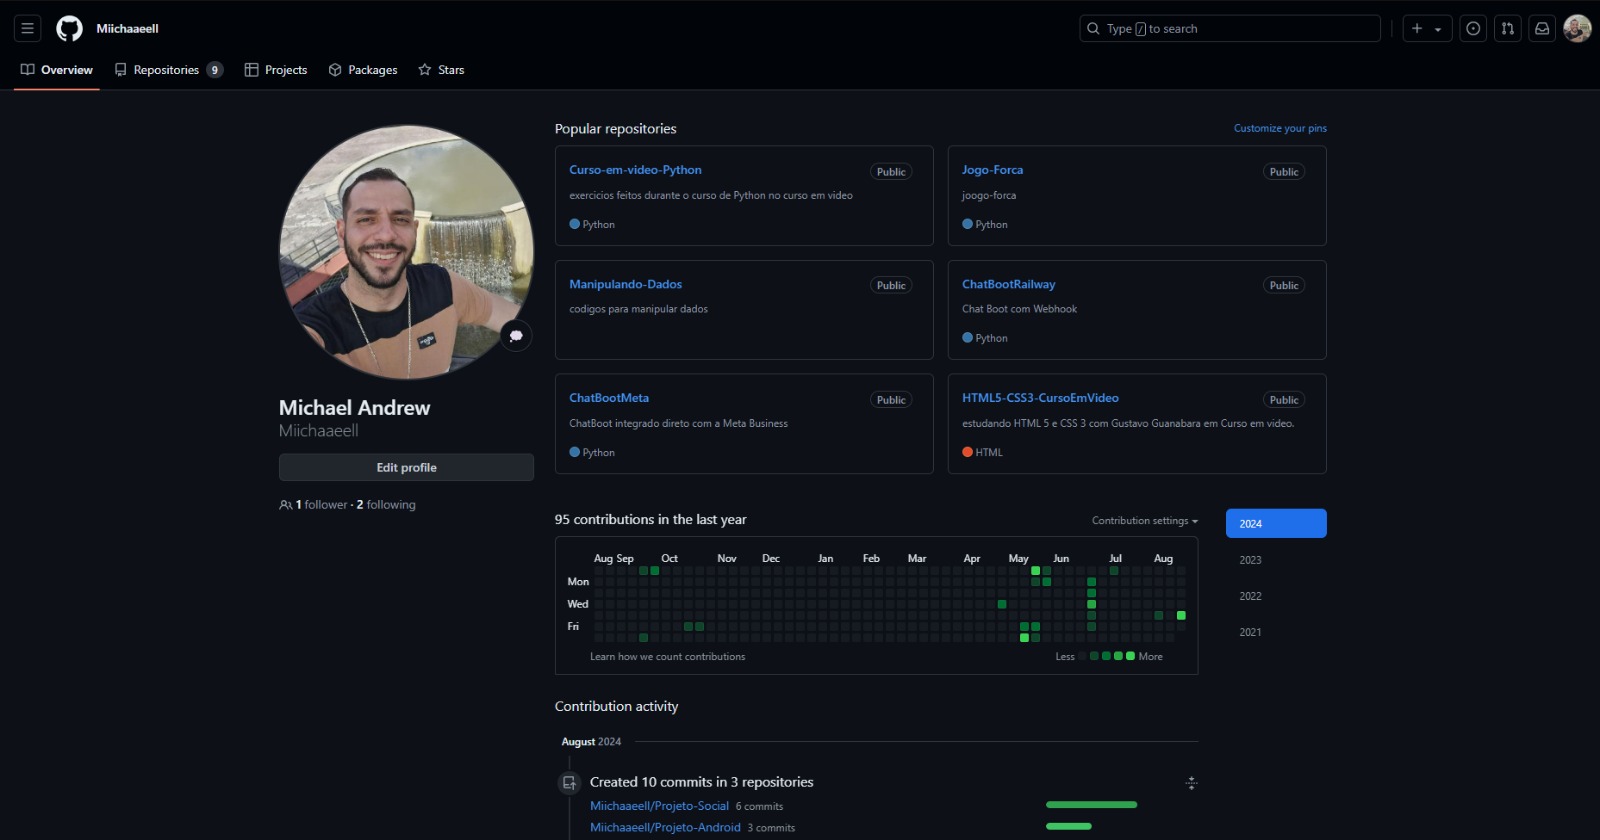 Miichaaeell
Type / to search
Overview
Repositories 9
Projects
Packages
Stars
Michael Andrew
Miichaaeell
Edit profile
1 follower · 2 following
Popular repositories
Customize your pins
Curso-em-video-Python
Public
exercicios feitos durante o curso de Python no curso em video
Python
Jogo-Forca
Public
joogo-forca
Python
Manipulando-Dados
Public
codigos para manipular dados
ChatBootRailway
Public
Chat Boot com Webhook
Python
ChatBootMeta
Public
ChatBoot integrado direto com a Meta Business
Python
HTML5-CSS3-CursoEmVideo
Public
estudando HTML 5 e CSS 3 com Gustavo Guanabara em Curso em video.
HTML
95 contributions in the last year
Contribution settings
Aug Sep Oct Nov Dec Jan Feb Mar Apr May Jun Jul Aug
Mon
Wed
Fri
Learn how we count contributions
Less
More
2024
2023
2022
2021
Contribution activity
August 2024
Created 10 commits in 3 repositories
Miichaaeell/Projeto-Social 6 commits
Miichaaeell/Projeto-Android 3 commits